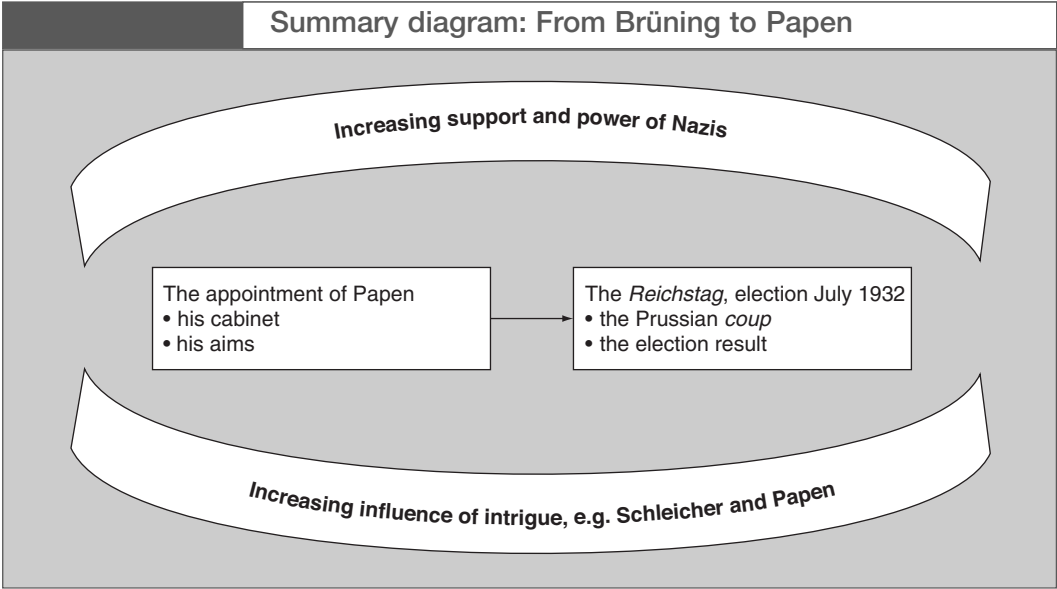 Summary diagram: From Brüning to Papen
Increasing support and power of Nazis
The appointment of Papen
• his cabinet
• his aims
The Reichstag, election July 1932
• the Prussian coup
• the election result
Increasing influence of intrigue, e.g. Schleicher and Papen